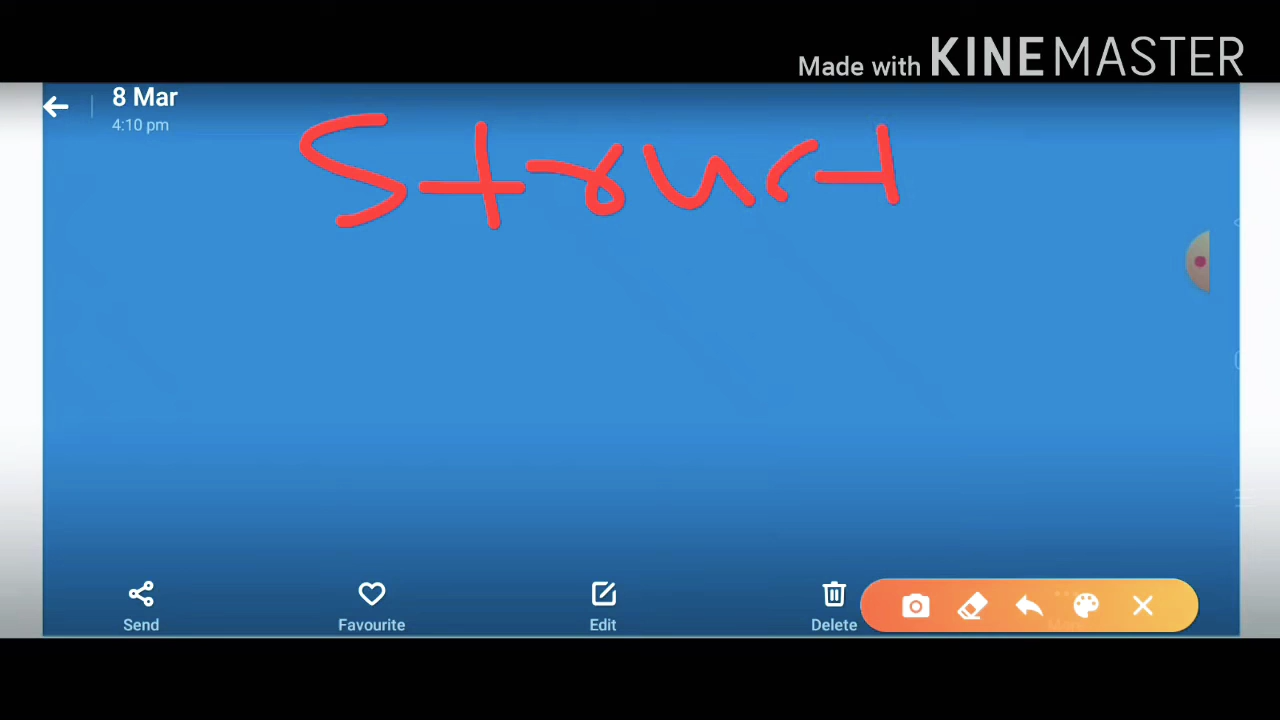 Made with KINEMASTER
8 Mar
4:10 pm
Struct
Send
Favourite
Edit
Delete